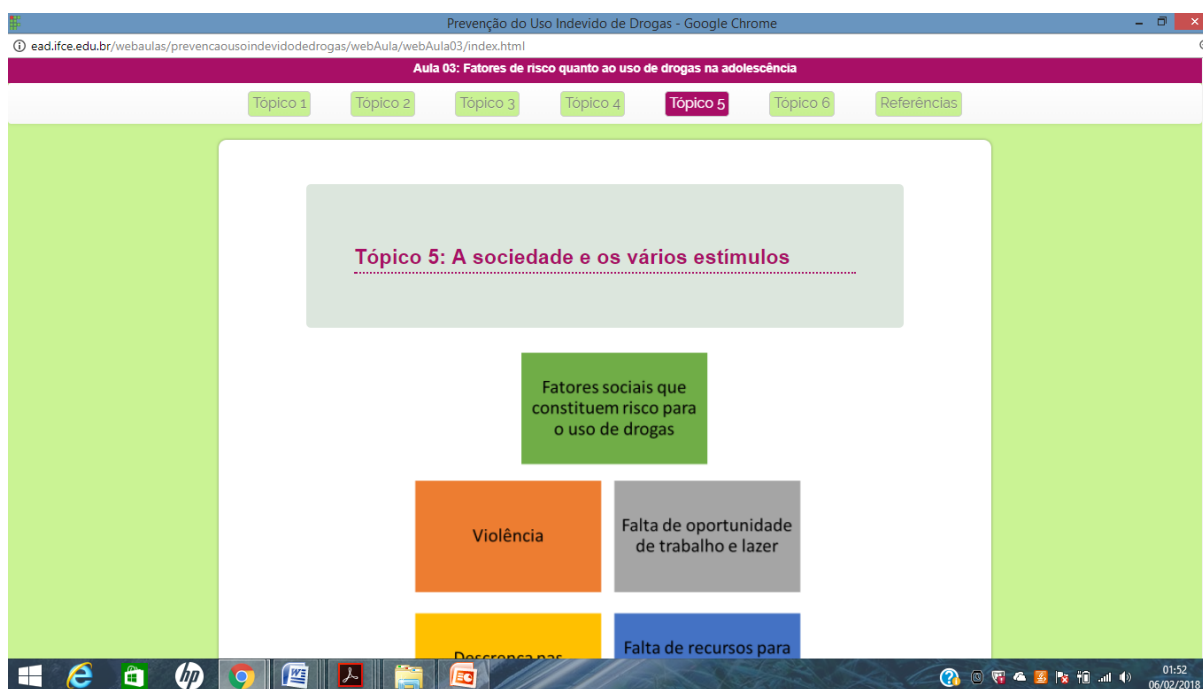 Prevenção do Uso Indevido de Drogas - Google Chrome
ead.ifce.edu.br/webaulas/prevencaousoindevidodedrogas/webAula/webAula03/index.html
Aula 03: Fatores de risco quanto ao uso de drogas na adolescência
Tópico 1 Tópico 2 Tópico 3 Tópico 4 Tópico 5 Tópico 6 Referências
Tópico 5: A sociedade e os vários estímulos
Fatores sociais que
constituem risco para
o uso de drogas
Violência
Falta de oportunidade
de trabalho e lazer
Descrença nas
Falta de recursos para
01:52
06/02/2018